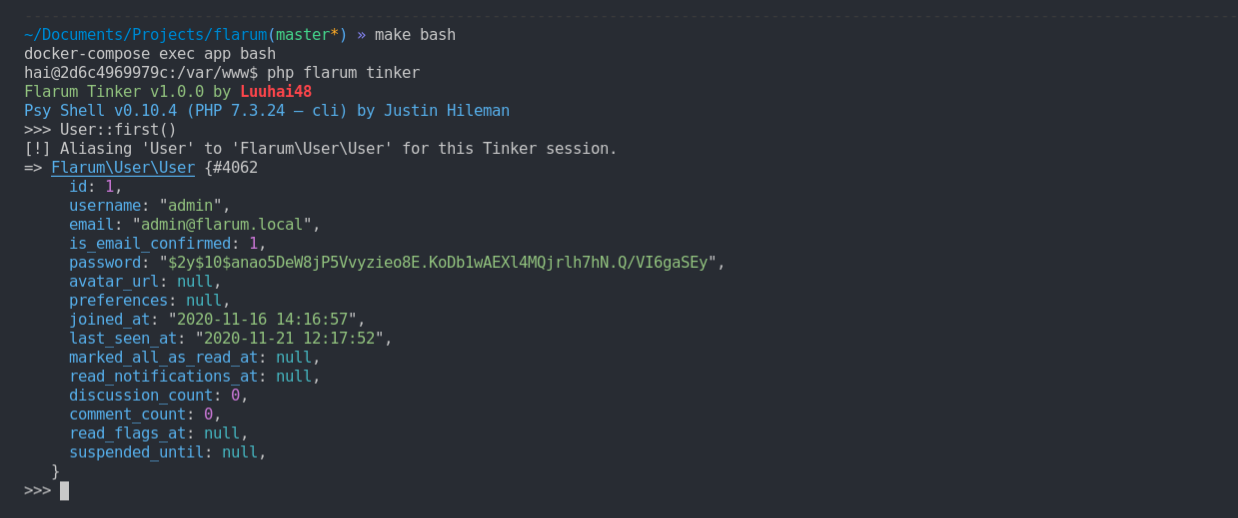 ~/Documents/Projects/flarum(master*) » make bash
docker-compose exec app bash
hai@2d6c4969979c:/var/www$ php flarum tinker
Flarum Tinker v1.0.0 by Luuhai48
Psy Shell v0.10.4 (PHP 7.3.24 — cli) by Justin Hileman
>>> User::first()
[!] Aliasing 'User' to 'Flarum\User\User' for this Tinker session.
=> Flarum\User\User {#4062
     id: 1,
     username: "admin",
     email: "admin@flarum.local",
     is_email_confirmed: 1,
     password: "$2y$10$anao5DeW8jP5Vvyzieo8E.KoDb1wAEXl4MQjrlh7hN.Q/VI6gaSEy",
     avatar_url: null,
     preferences: null,
     joined_at: "2020-11-16 14:16:57",
     last_seen_at: "2020-11-21 12:17:52",
     marked_all_as_read_at: null,
     read_notifications_at: null,
     discussion_count: 0,
     comment_count: 0,
     read_flags_at: null,
     suspended_until: null,
   }
>>>